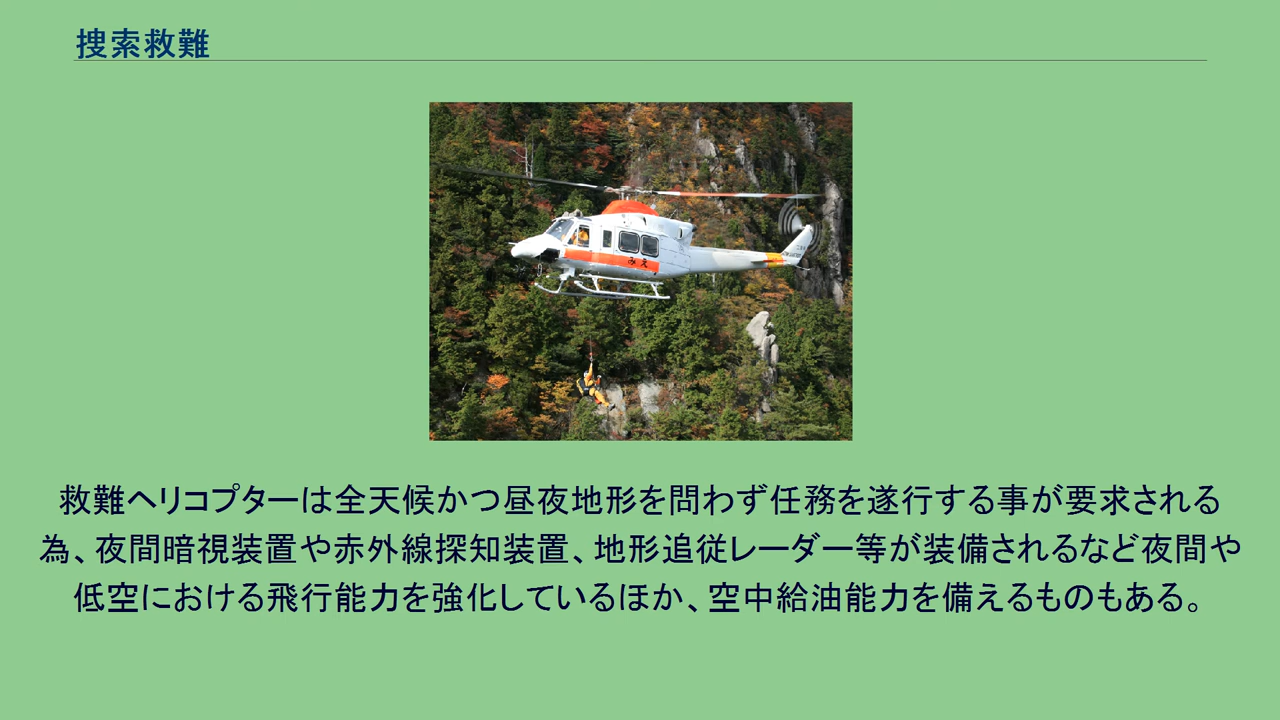 捜索救難
みえ
救難ヘリコプターは全天候かつ昼夜地形を問わず任務を遂行する事が要求される
為、夜間暗視装置や赤外線探知装置、地形追従レーダー等が装備されるなど夜間や
低空における飛行能力を強化しているほか、空中給油能力を備えるものもある。